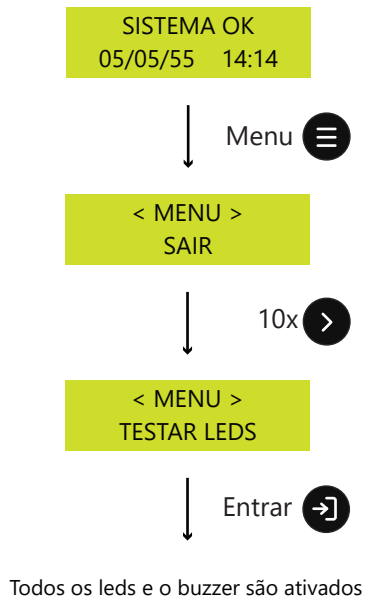 SISTEMA OK
05/05/55 14:14
Menu
< MENU >
SAIR
10x
< MENU >
TESTAR LEDS
Entrar
Todos os leds e o buzzer são ativados